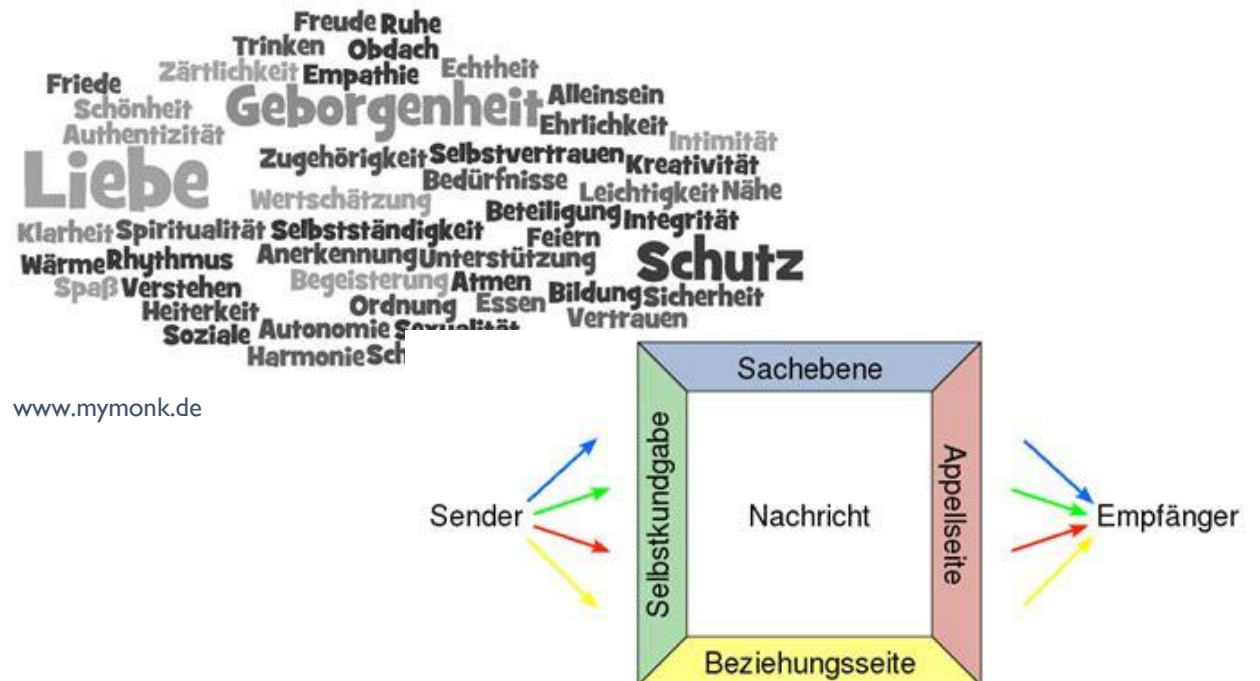 Freude Ruhe
Trinken Obdach
Zärtlichkeit Empathie Echtheit
Friede
Schönheit Geborgenheit Alleinsein
Authentizität Ehrlichkeit Intimität
Liebe Zugehörigkeit Selbstvertrauen Kreativität
Wertschätzung Bedürfnisse Leichtigkeit Nähe
Klarheit Spiritualität Selbstständigkeit Beteiligung Integrität
Feiern
Wärme Rhythmus Anerkennung Unterstützung Schutz
Spaß Verstehen Begeisterung Atmen Bildung Sicherheit
Heiterkeit Ordnung Essen Vertrauen
Soziale Autonomie Sexualität
Harmonie Sch
www.mymonk.de
Sachebene
Selbstkundgabe
Appellseite
Sender
Nachricht
Empfänger
Beziehungsseite